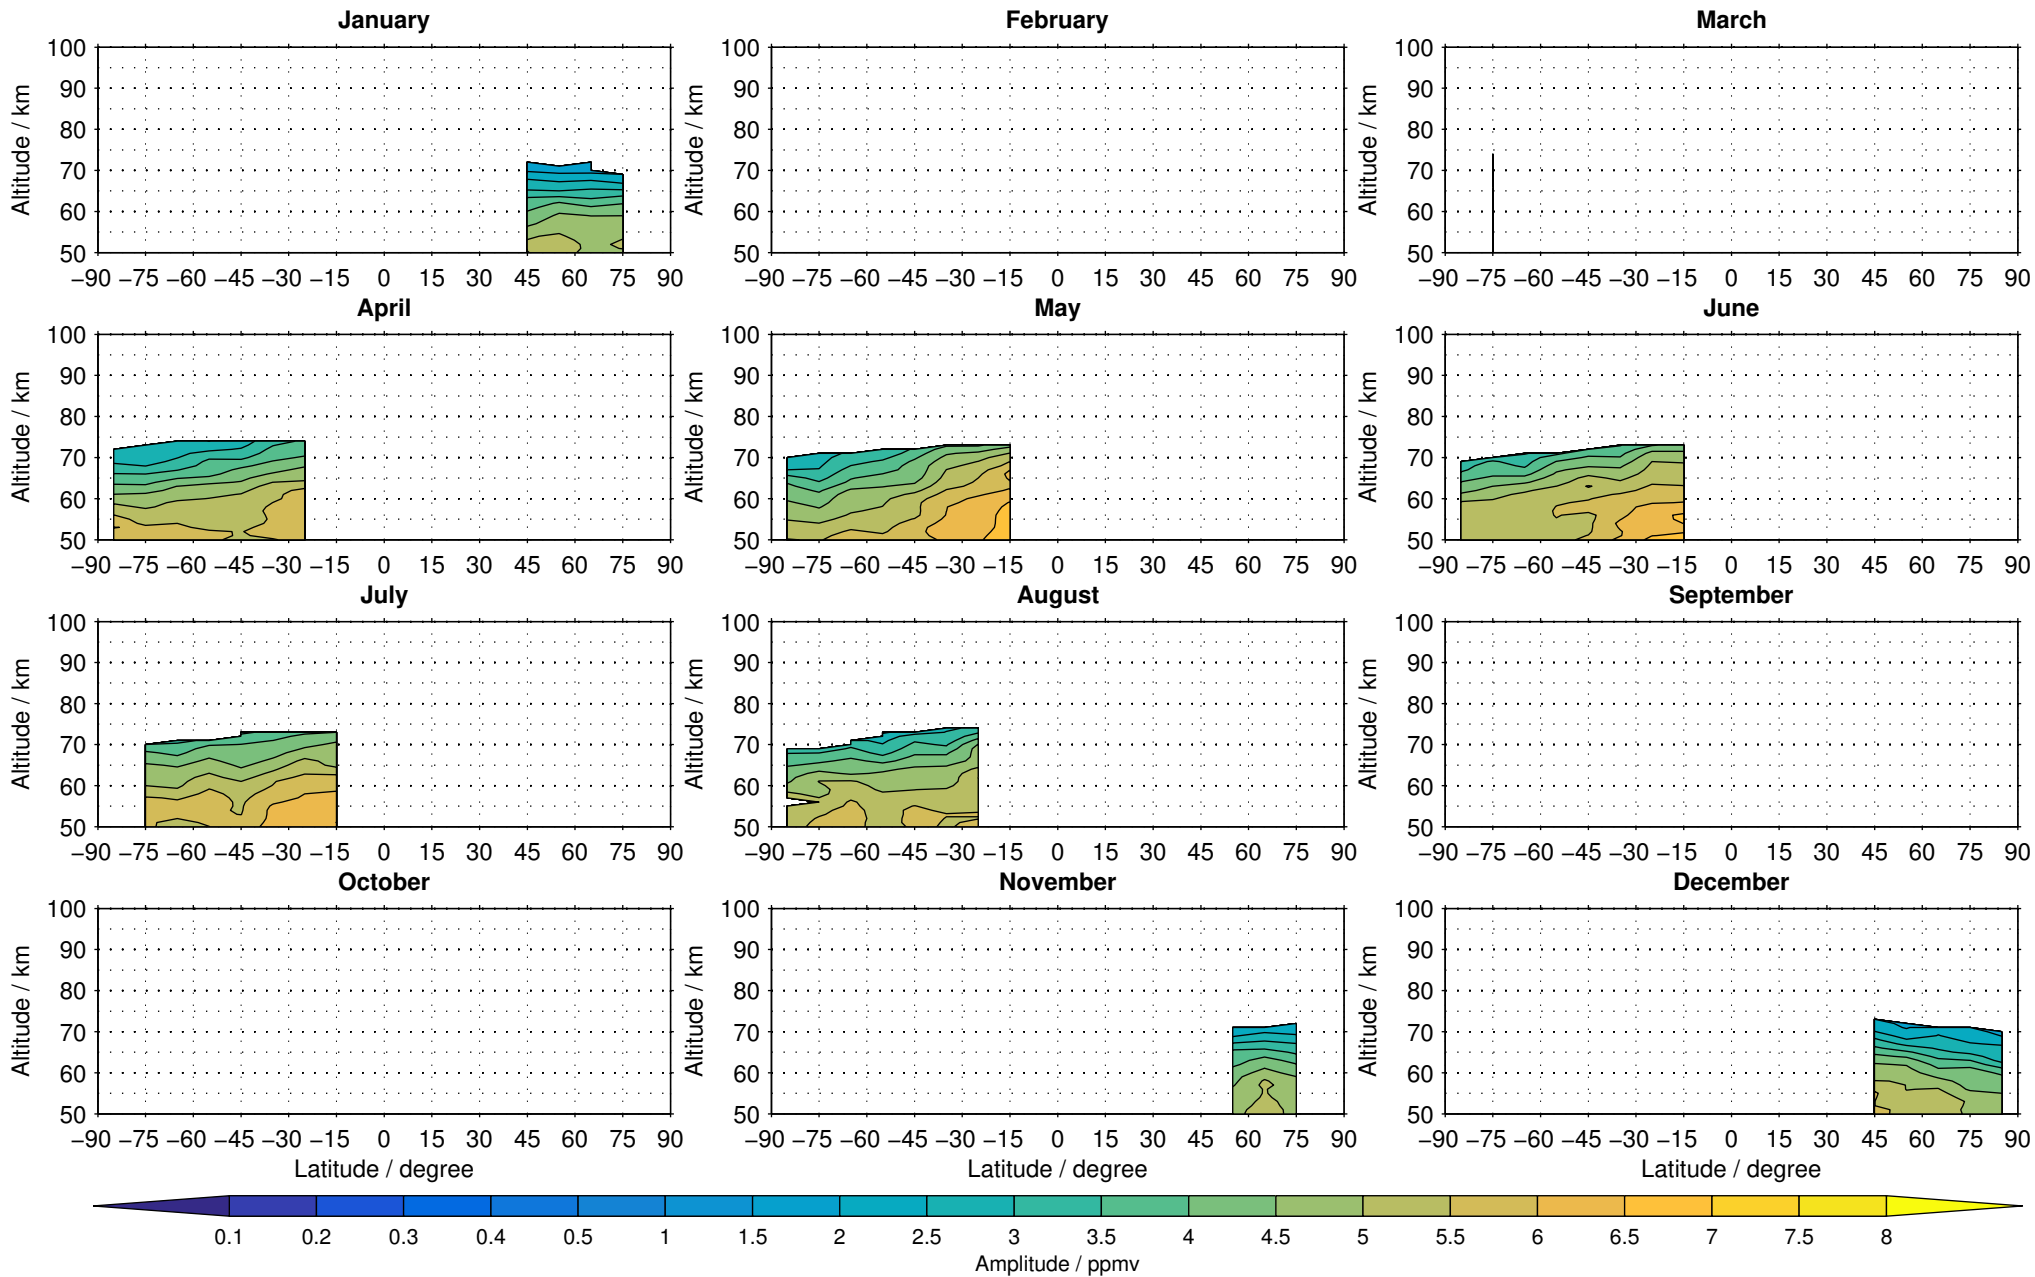 January February March
100 100 100
90 90 90
80 80 80
70 70 70
60 60 60
50 50 50
Altitude / km Altitude / km Altitude / km
−90 −75 −60 −45 −30 −15 0 15 30 45 60 75 90 −90 −75 −60 −45 −30 −15 0 15 30 45 60 75 90 −90 −75 −60 −45 −30 −15 0 15 30 45 60 75 90
April May June
100 100 100
90 90 90
80 80 80
70 70 70
60 60 60
50 50 50
Altitude / km Altitude / km Altitude / km
−90 −75 −60 −45 −30 −15 0 15 30 45 60 75 90 −90 −75 −60 −45 −30 −15 0 15 30 45 60 75 90 −90 −75 −60 −45 −30 −15 0 15 30 45 60 75 90
July August September
100 100 100
90 90 90
80 80 80
70 70 70
60 60 60
50 50 50
Altitude / km Altitude / km Altitude / km
−90 −75 −60 −45 −30 −15 0 15 30 45 60 75 90 −90 −75 −60 −45 −30 −15 0 15 30 45 60 75 90 −90 −75 −60 −45 −30 −15 0 15 30 45 60 75 90
October November December
100 100 100
90 90 90
80 80 80
70 70 70
60 60 60
50 50 50
Altitude / km Altitude / km Altitude / km
−90 −75 −60 −45 −30 −15 0 15 30 45 60 75 90 −90 −75 −60 −45 −30 −15 0 15 30 45 60 75 90 −90 −75 −60 −45 −30 −15 0 15 30 45 60 75 90
Latitude / degree Latitude / degree Latitude / degree
0.1 0.2 0.3 0.4 0.5 1 1.5 2 2.5 3 3.5 4 4.5 5 5.5 6 6.5 7 7.5 8
Amplitude / ppmv